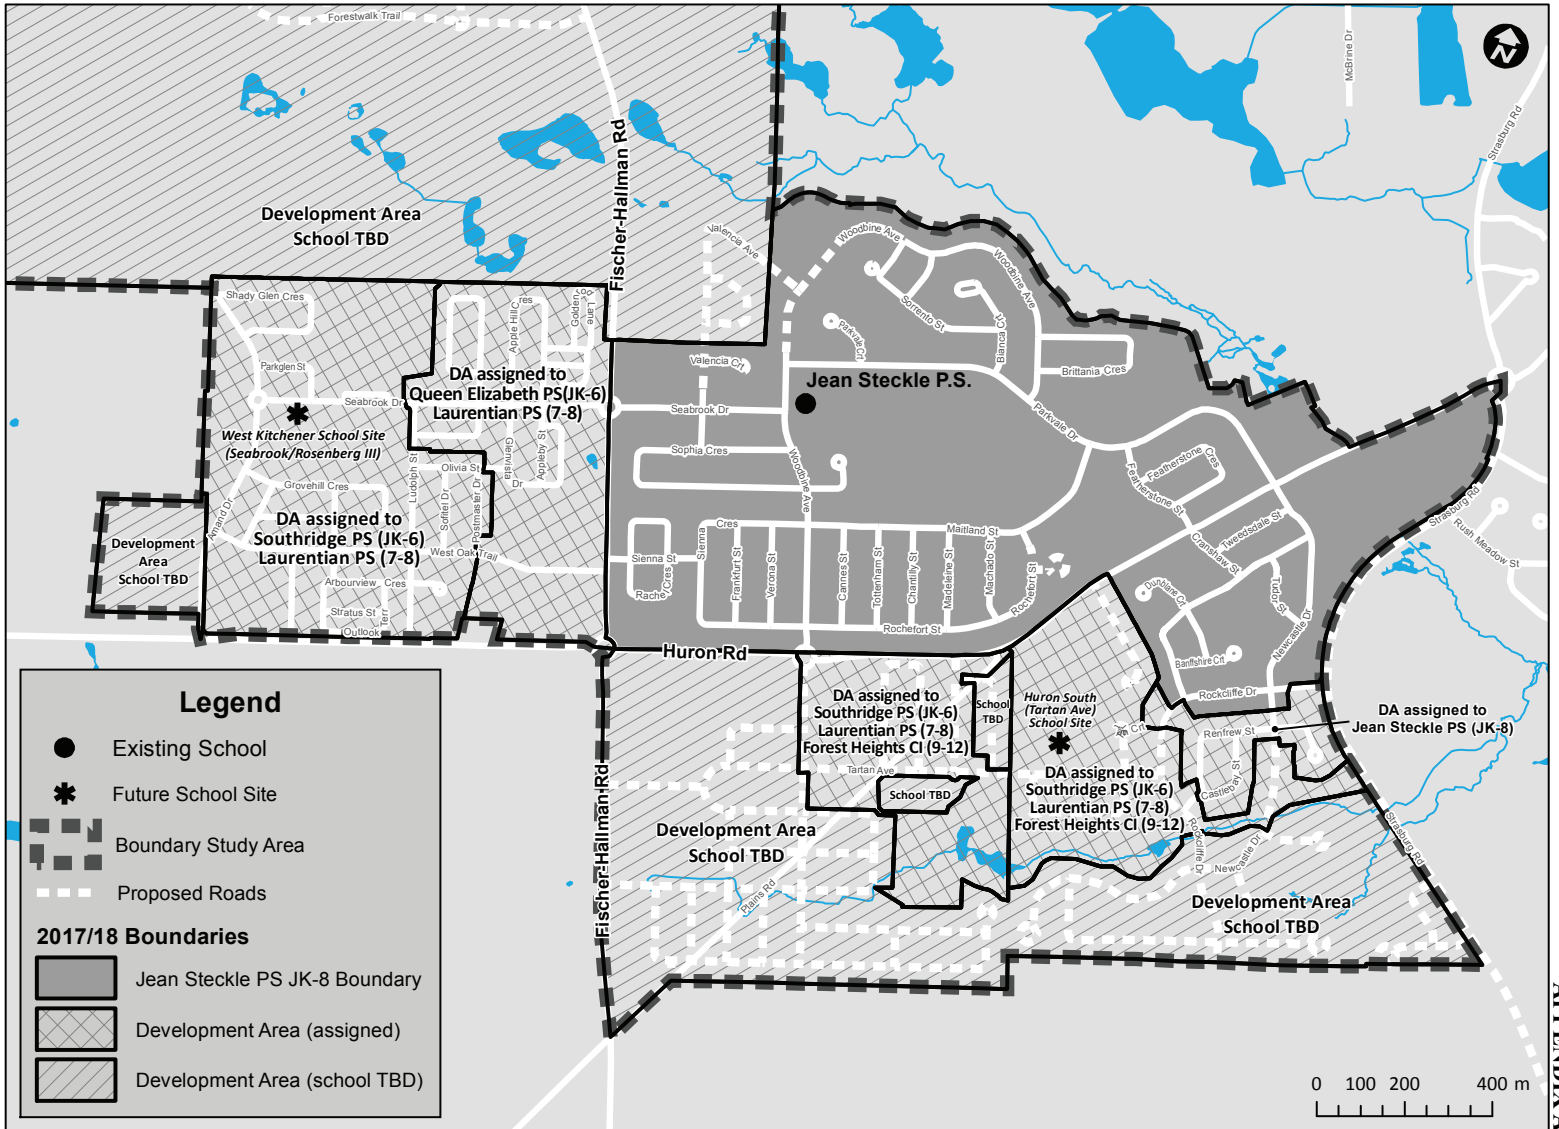 Forestwalk Trail
McBrine Dr
N
Strasburg Rd
Fischer-Hallman Rd
Development Area
School TBD
Valencia Ave
Woodbine Ave
Woodbine Ave
Shady Glen Cres
Apple Hill Cres
Golden
Lane
Sorrento St
Bianca Crt
Parkvale Crt
Brittania Cres
Valencia Crt
Parkglen St
DA assigned to
Queen Elizabeth PS(JK-6)
Laurentian PS (7-8)
Jean Steckle P.S.
Seabrook Dr
Seabrook Dr
Parkvale Dr
West Kitchener School Site
(Seabrook/Rosenberg III)
Glenvista Dr
Appleby St
Sophia Cres
Woodbine Ave
Featherstone Cres
Featherstone St
Ludolph St
Olivia St
Sofitel Dr
Postmaster Dr
Grovehill Cres
Amand Dr
DA assigned to
Southridge PS (JK-6)
Laurentian PS (7-8)
Development
Area
School TBD
West Oak Trail
Arbourview Cres
Stratus St
Outlook Terr
Sienna St
Sienna Cres
Rachel Cres
Frankfurt St
Verona St
Cannes St
Tottenham St
Chantilly St
Madeleine St
Machado St
Maitland St
Rochefort St
Rochefort St
Cranshaw St
Tweedsdale St
Strasburg Rd
Rush Meadow St
Dunblane Crt
Tudor St
Newcastle Dr
Banffshire Crt
Rockcliffe Dr
Huron Rd
DA assigned to
Southridge PS (JK-6)
Laurentian PS (7-8)
Forest Heights CI (9-12)
School
TBD
Huron South
(Tartan Ave)
School Site
Crt
Renfrew St
DA assigned to
Jean Steckle PS (JK-8)
Tartan Ave
School TBD
DA assigned to
Southridge PS (JK-6)
Laurentian PS (7-8)
Forest Heights CI (9-12)
Castlebay St
Rockcliffe Dr
Newcastle Dr
Strasburg Rd
Development Area
School TBD
Fischer-Hallman Rd
Plains Rd
Development Area
School TBD
Legend
Existing School
Future School Site
Boundary Study Area
Proposed Roads
2017/18 Boundaries
Jean Steckle PS JK-8 Boundary
Development Area (assigned)
Development Area (school TBD)
0 100 200 400 m